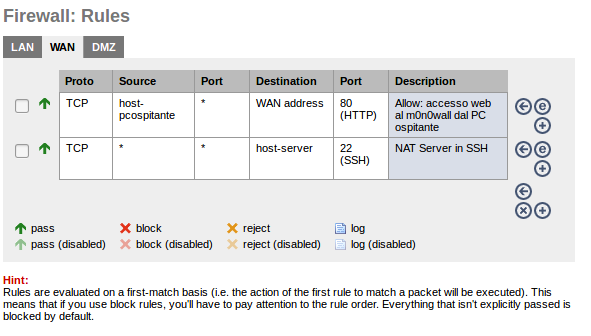 Firewall: Rules
LAN WAN DMZ
Proto Source Port Destination Port Description
TCP host-pcospitante * WAN address 80 (HTTP) Allow: accesso web al m0n0wall dal PC ospitante
TCP * * host-server 22 (SSH) NAT Server in SSH
pass block reject log
pass (disabled) block (disabled) reject (disabled) log (disabled)
Hint:
Rules are evaluated on a first-match basis (i.e. the action of the first rule to match a packet will be executed). This
means that if you use block rules, you'll have to pay attention to the rule order. Everything that isn't explicitly passed is
blocked by default.